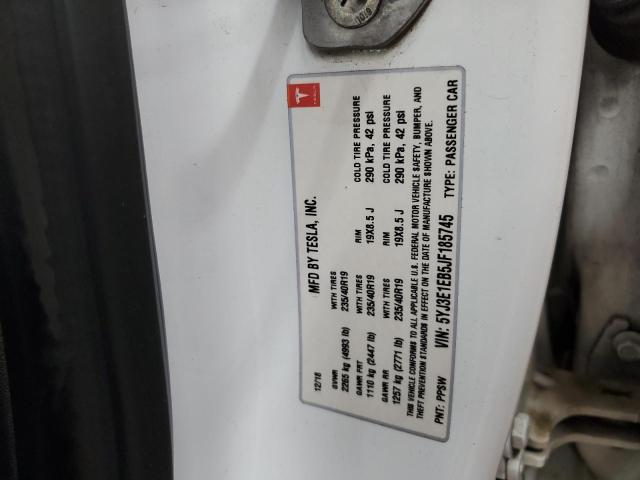 12/18 MFD BY TESLA, INC.
GVWR WITH TIRES
2265 kg (4993 lb) 235/40R19
GAWR FRT WITH TIRES RIM COLD TIRE PRESSURE
1110 kg (2447 lb) 235/40R19 19X8.5 J 290 kPa, 42 psi
GAWR RR WITH TIRES RIM COLD TIRE PRESSURE
1257 kg (2771 lb) 235/40R19 19X8.5 J 290 kPa, 42 psi
THIS VEHICLE CONFORMS TO ALL APPLICABLE U.S. FEDERAL MOTOR VEHICLE SAFETY, BUMPER, AND
THEFT PREVENTION STANDARDS IN EFFECT ON THE DATE OF MANUFACTURE SHOWN ABOVE.
PNT: PPSW VIN: 5YJ3E1EB5JF185745 TYPE: PASSENGER CAR